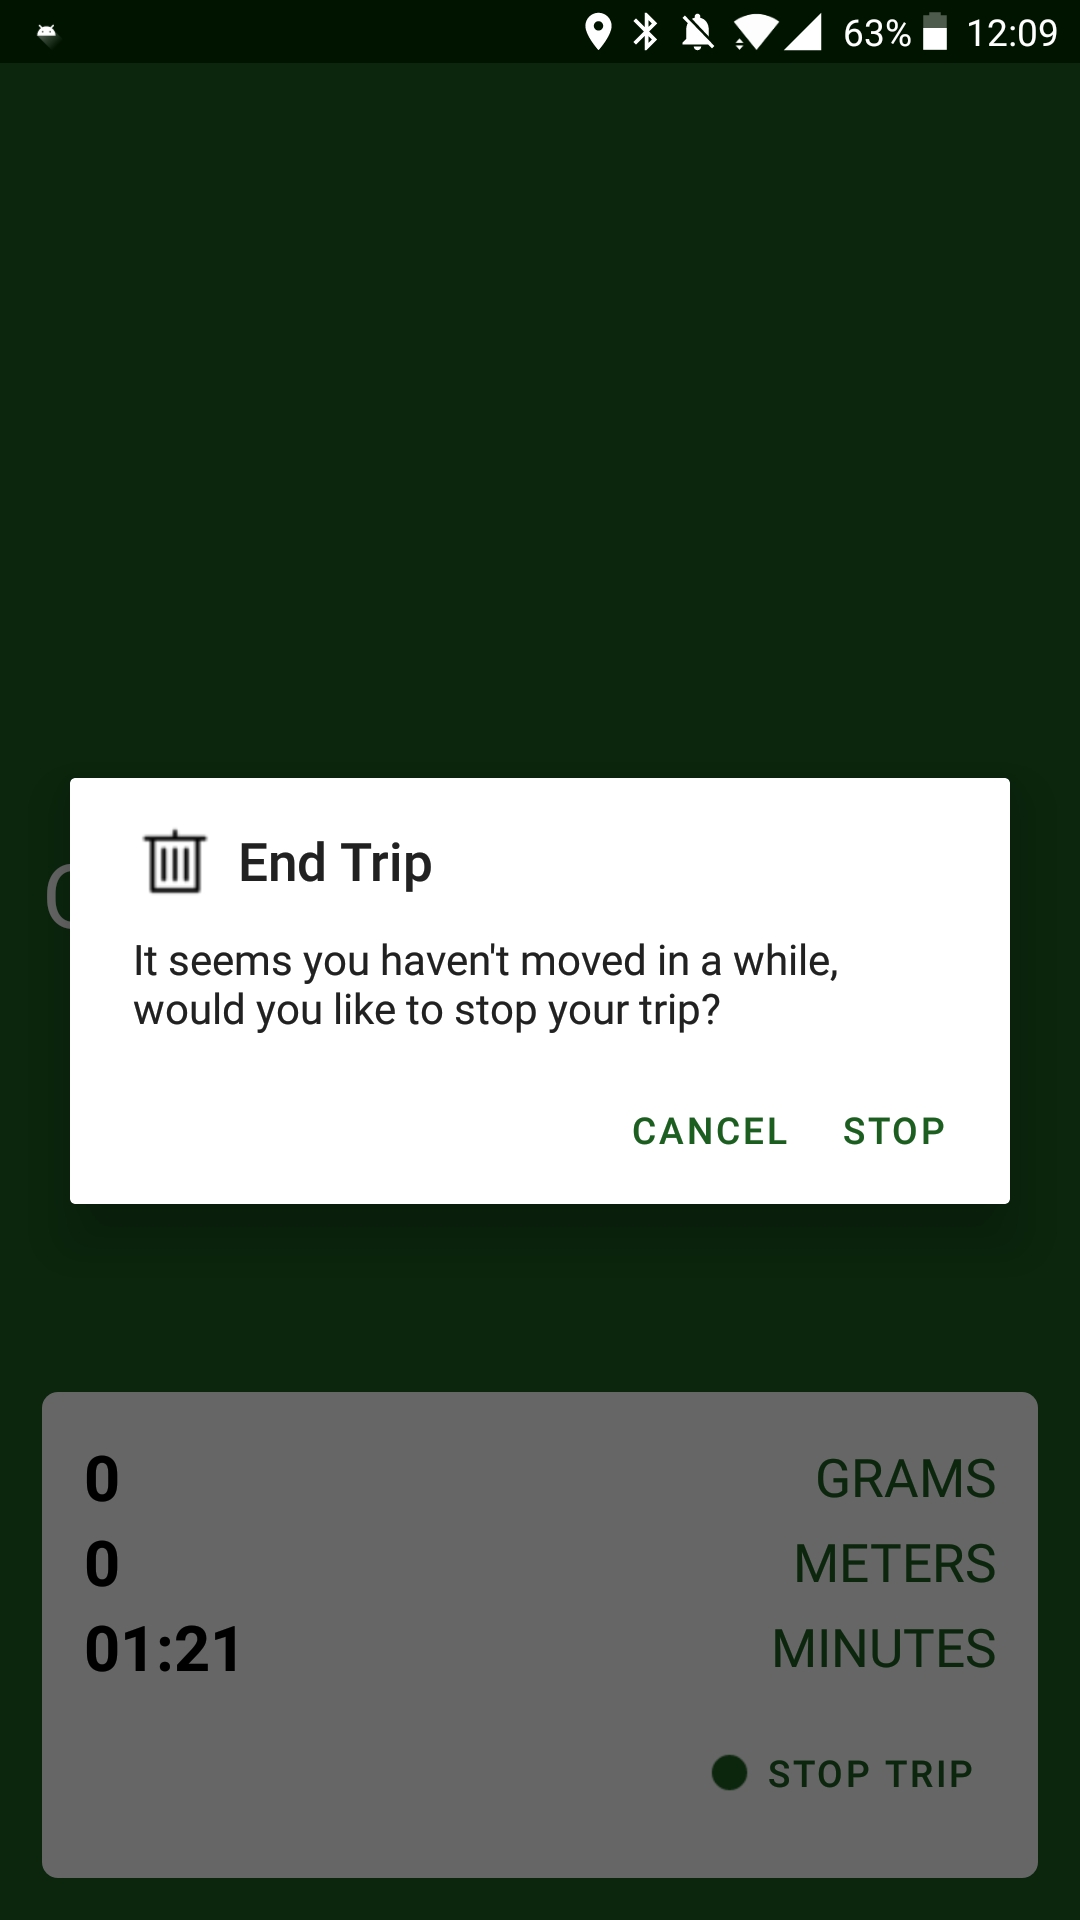 63% 12:09
End Trip
It seems you haven't moved in a while,
would you like to stop your trip?
CANCEL STOP
0 GRAMS
0 METERS
01:21 MINUTES
STOP TRIP